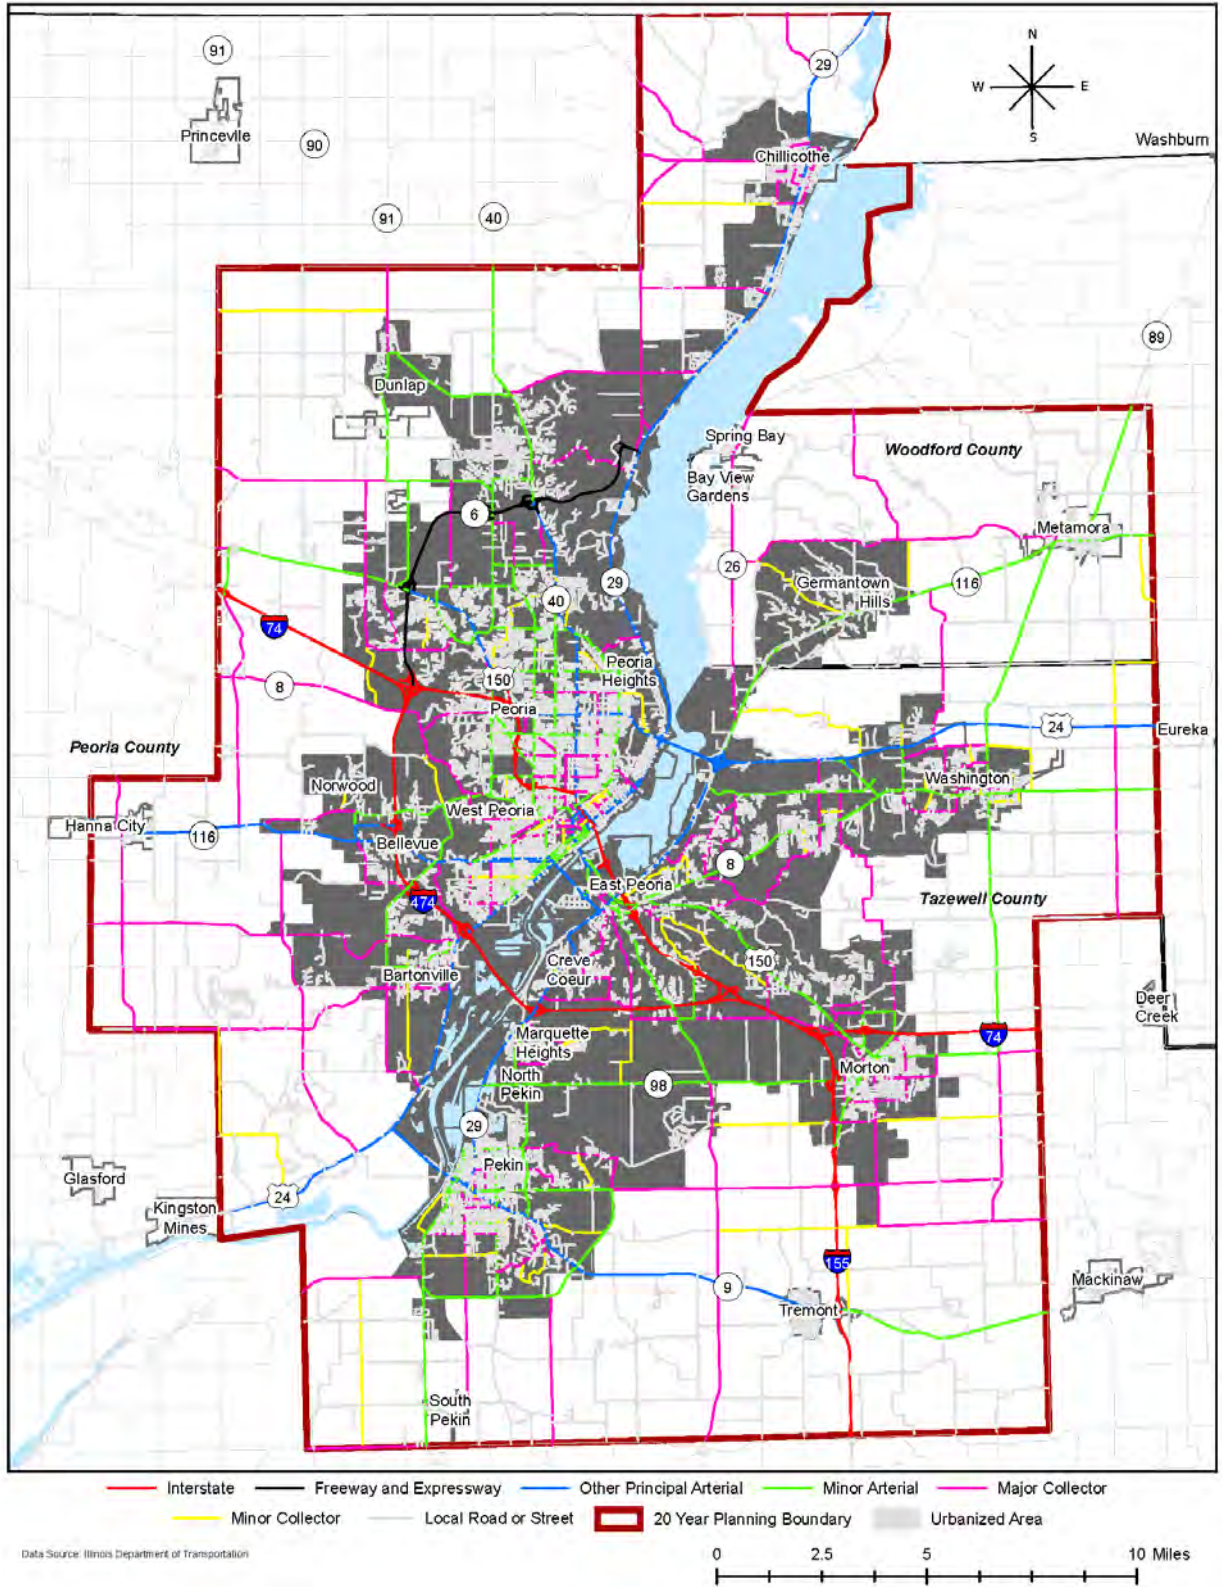 91
Princevlle
90
91
40
29
N
W E
S
Washburn
Chillicothe
89
Dunlap
Spring Bay
Bay View
Gardens
Woodford County
Metamora
6
26
Germantown
Hills
116
29
40
74
8
Peoria
Heights
150
Peoria
24
Eureka
Peoria County
Norwood
Washington
West Peoria
Hanna City
116
Bellevue
8
East Peoria
474
Tazewell County
Bartonville
Creve
Coeur
150
Deer
Creek
Marquette
Heights
74
North
Pekin
98
Morton
29
Pekin
Glasford
24
Kingston
Mines
155
9
Mackinaw
Tremont
South
Pekin
Interstate Freeway and Expressway Other Principal Arterial Minor Arterial Major Collector
Minor Collector Local Road or Street 20 Year Planning Boundary Urbanized Area
Data Source: Illinois Department of Transportation
0 2.5 5 10 Miles